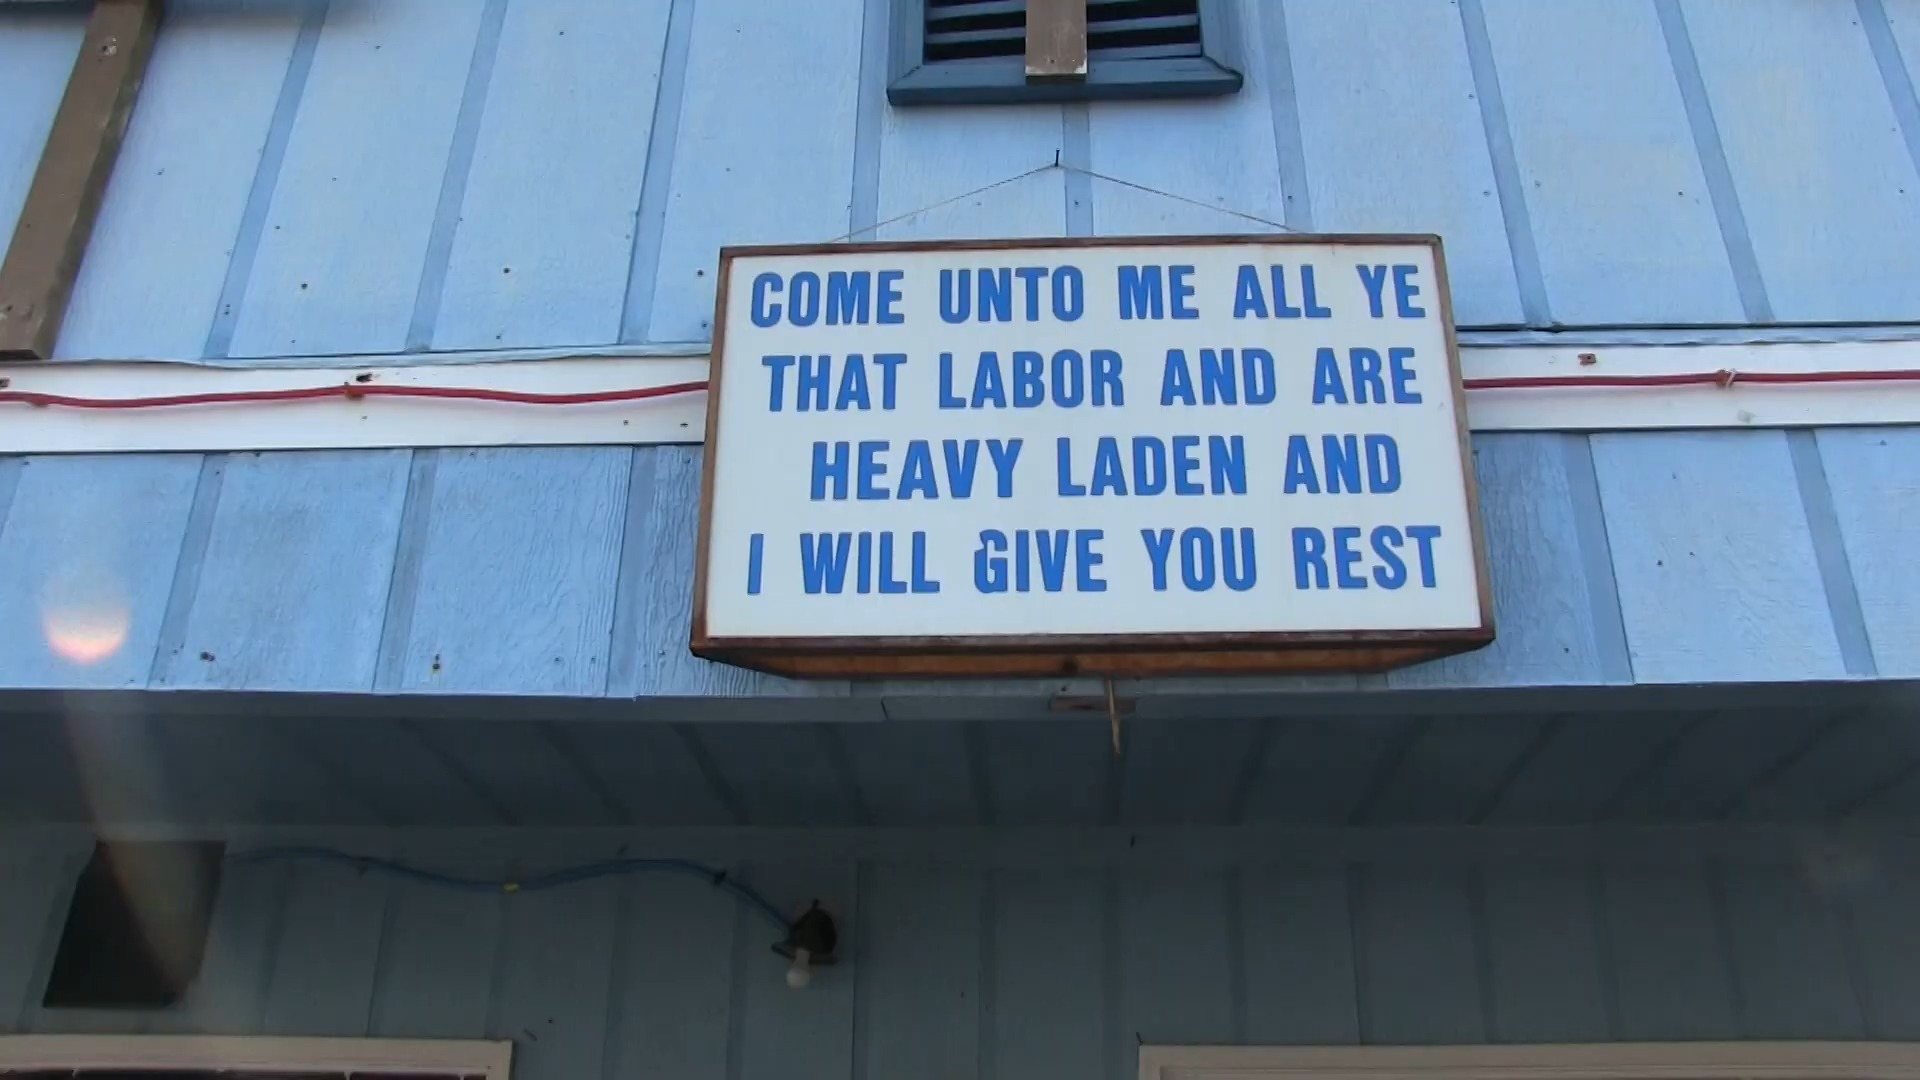 COME UNTO ME ALL YE
THAT LABOR AND ARE
HEAVY LADEN AND
I WILL GIVE YOU REST